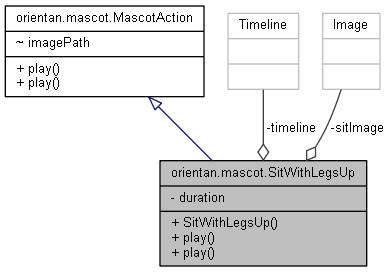 orientan.mascot.MascotAction
~ imagePath
+ play()
+ play()
Timeline
Image
-timeline
-sitImage
orientan.mascot.SitWithLegsUp
- duration
+ SitWithLegsUp()
+ play()
+ play()